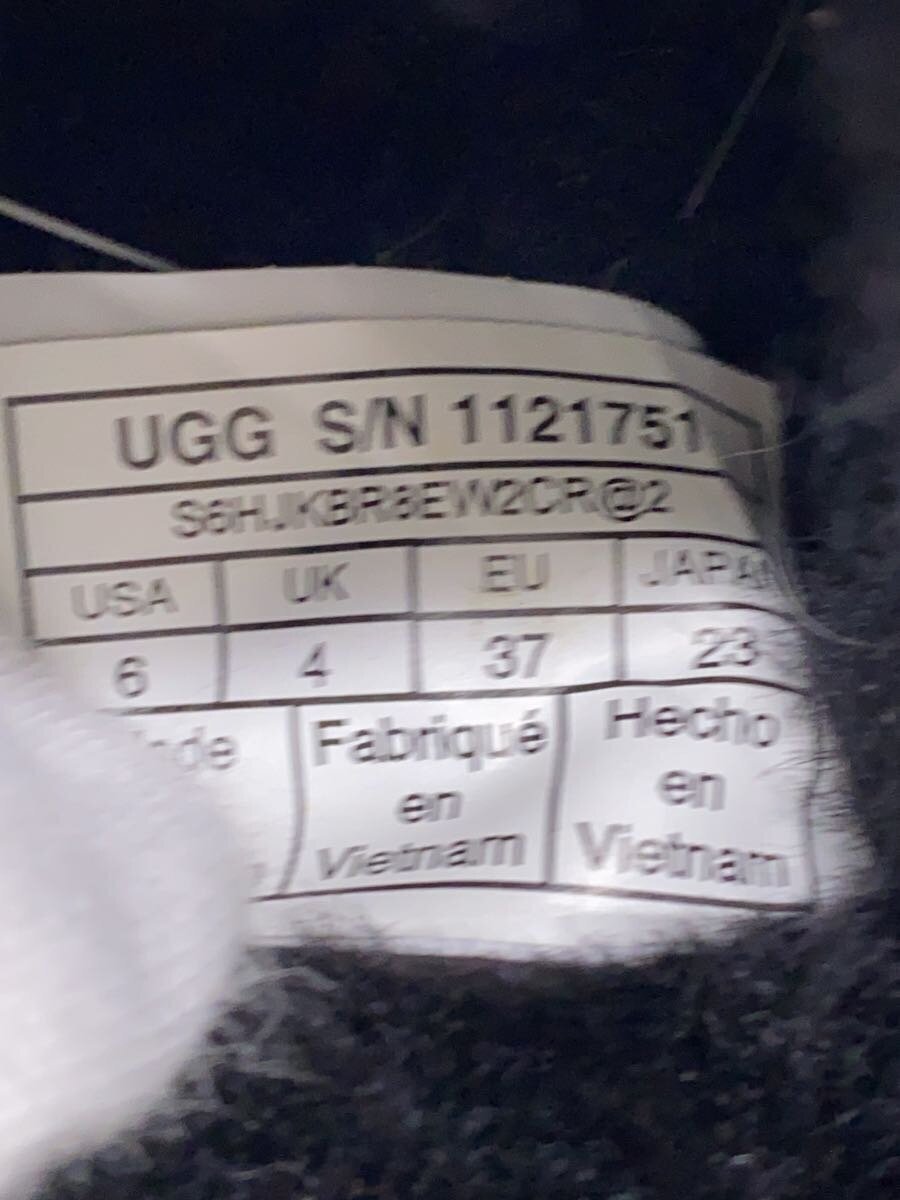 UGG S/N 1121751
S6HJKBR8EW2CR@2
USA UK EU
6 4 37 23
Fabriqué
en
Vietnam
Hecho
en
Vietnam